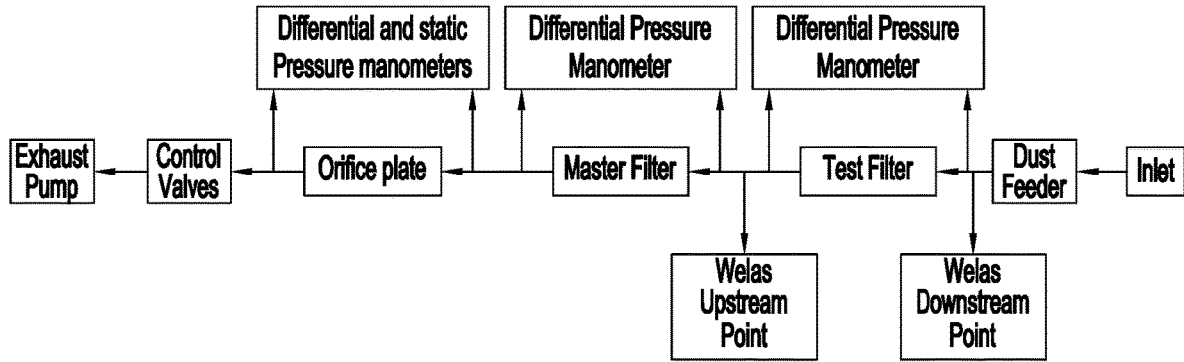 Differential and static
Pressure manometers
Differential Pressure
Manometer
Differential Pressure
Manometer
Exhaust
Pump
Control
Valves
Orifice plate
Master Filter
Test Filter
Dust
Feeder
Inlet
Welas
Upstream
Point
Welas
Downstream
Point